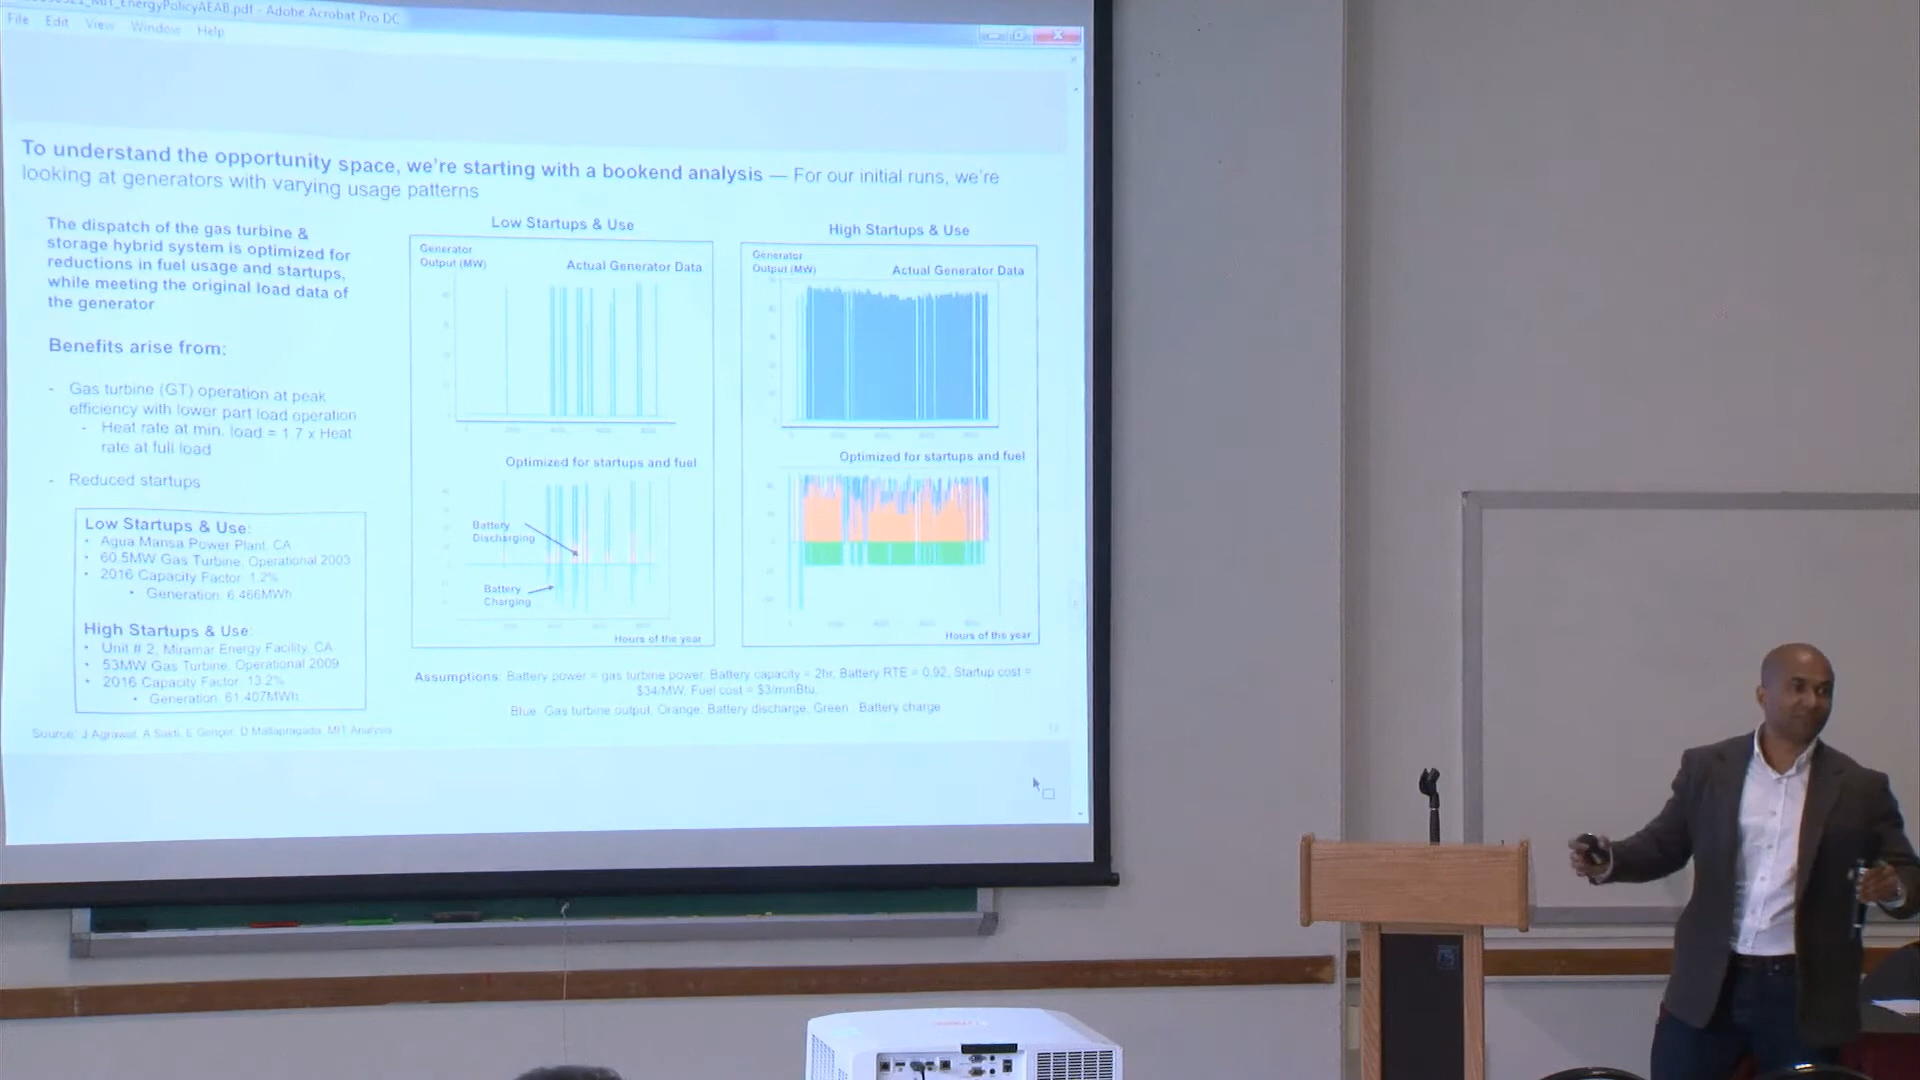 MIT_EnergyPolicyAEAB.pdf - Adobe Acrobat Pro DC
File Edit View Window Help
To understand the opportunity space, we're starting with a bookend analysis — For our initial runs, we're
looking at generators with varying usage patterns
The dispatch of the gas turbine &
storage hybrid system is optimized for
reductions in fuel usage and startups,
while meeting the original load data of
the generator
Benefits arise from:
- Gas turbine (GT) operation at peak
efficiency with lower part load operation
- Heat rate at min. load = 1.7 x Heat
rate at full load
- Reduced startups
Low Startups & Use:
• Agua Mansa Power Plant, CA
• 60.5MW Gas Turbine, Operational 2003
• 2016 Capacity Factor: 1.2%
• Generation: 6,466MWh
High Startups & Use:
• Unit # 2, Miramar Energy Facility, CA
• 53MW Gas Turbine, Operational 2009
• 2016 Capacity Factor: 13.2%
• Generation: 61,407MWh
Low Startups & Use
Generator
Output (MW)
Actual Generator Data
Optimized for startups and fuel
Battery
Discharging
Battery
Charging
Hours of the year
High Startups & Use
Generator
Output (MW)
Actual Generator Data
Optimized for startups and fuel
Hours of the year
Assumptions: Battery power = gas turbine power, Battery capacity = 2hr, Battery RTE = 0.92, Startup cost =
$34/MW, Fuel cost = $3/mmBtu,
Blue: Gas turbine output, Orange: Battery discharge, Green: Battery charge
Source: J Agrawal, A Sakti, E Gençer, D Mallapragada, MIT Analysis